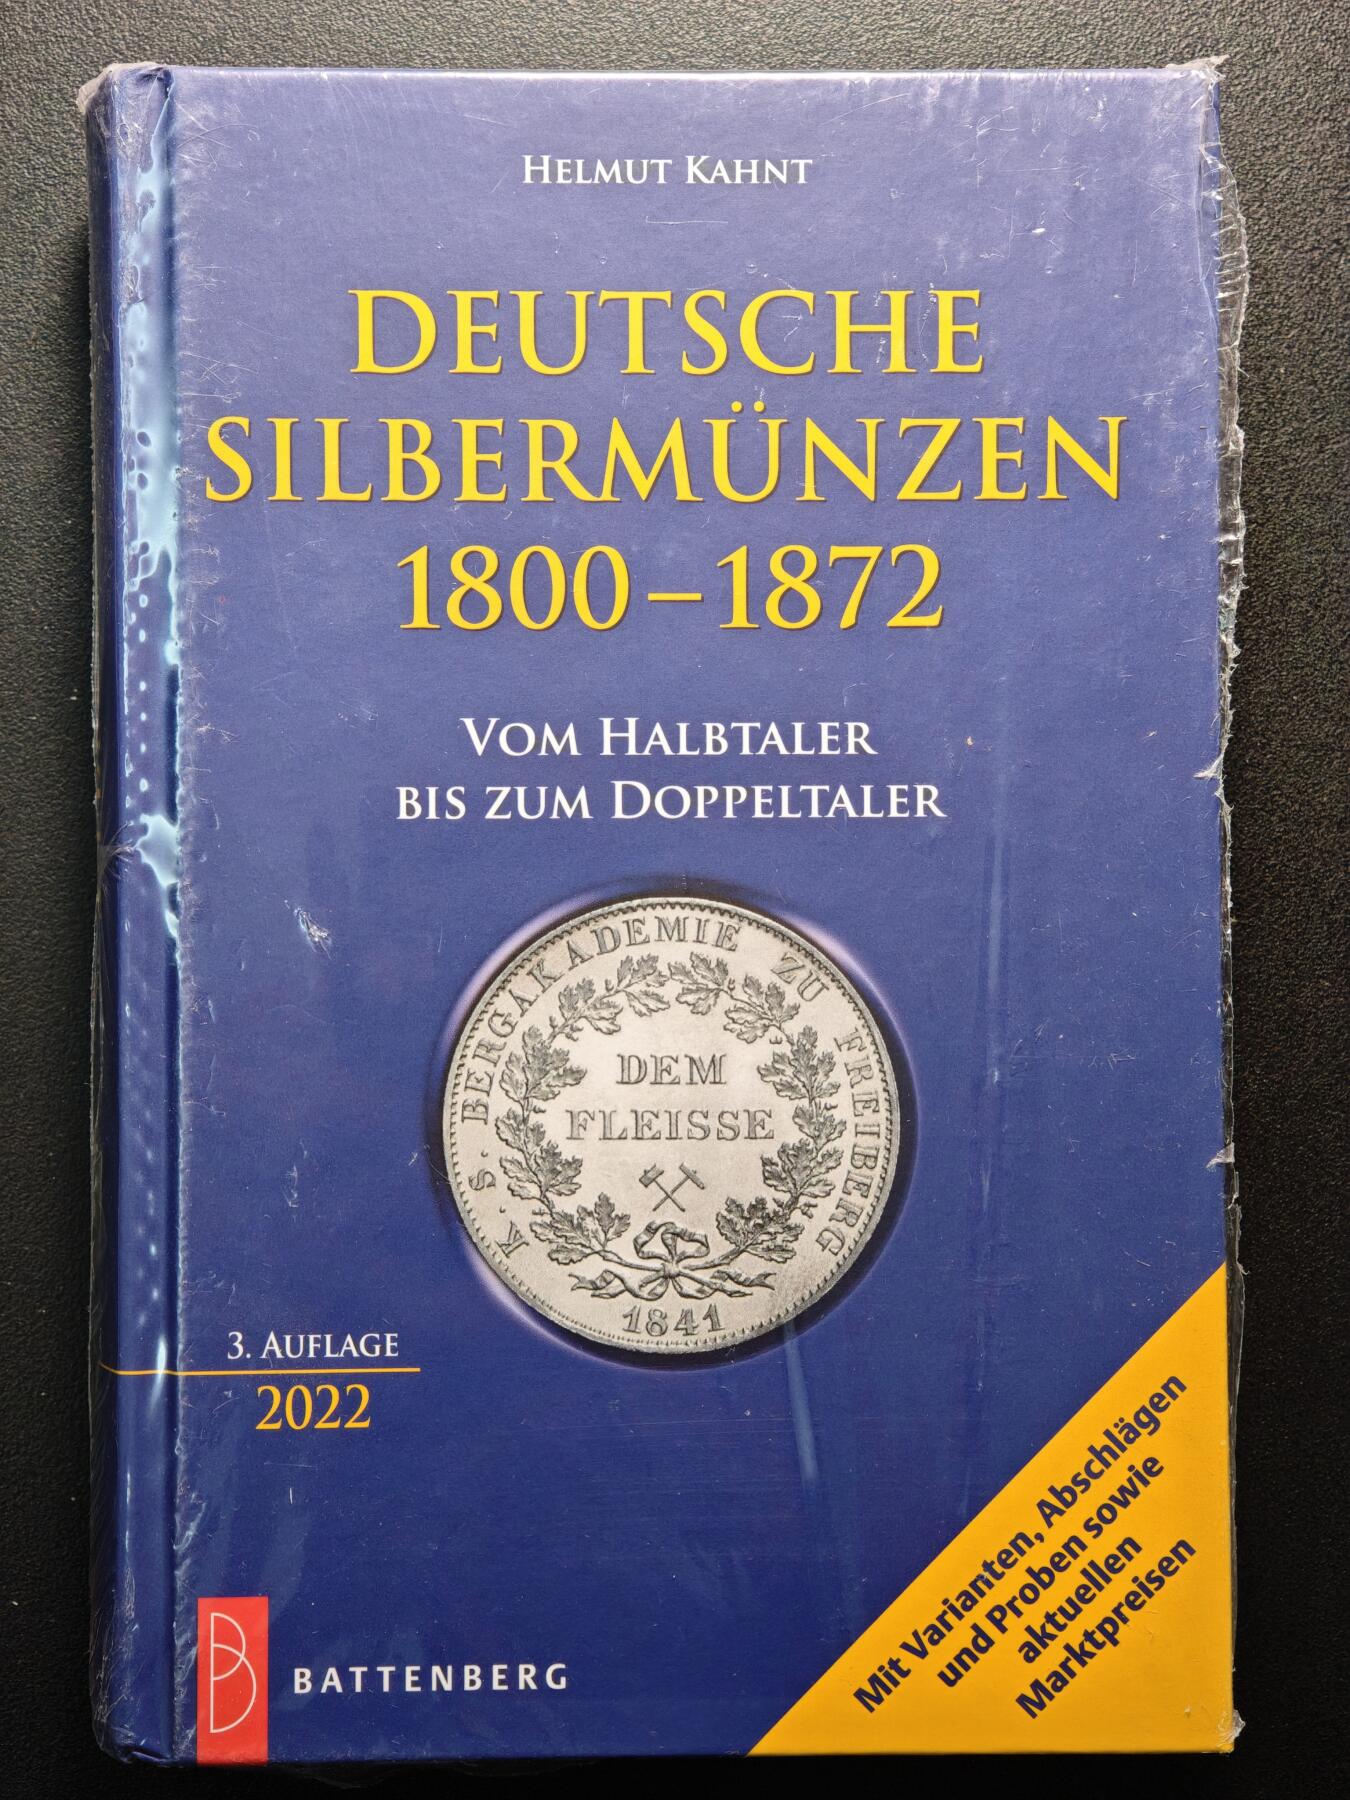 HELMUT KAHNT
DEUTSCHE
SILBERMÜNZEN
1800–1872
VOM HALBTALER
BIS ZUM DOPPELTALER
K. S. BERGAKADEMIE ZU FREIBERG
DEM
FLEISSE
1841
3. AUFLAGE
2022
Mit Varianten, Abschlägen
und Proben sowie
aktuellen
Marktpreisen
BATTENBERG